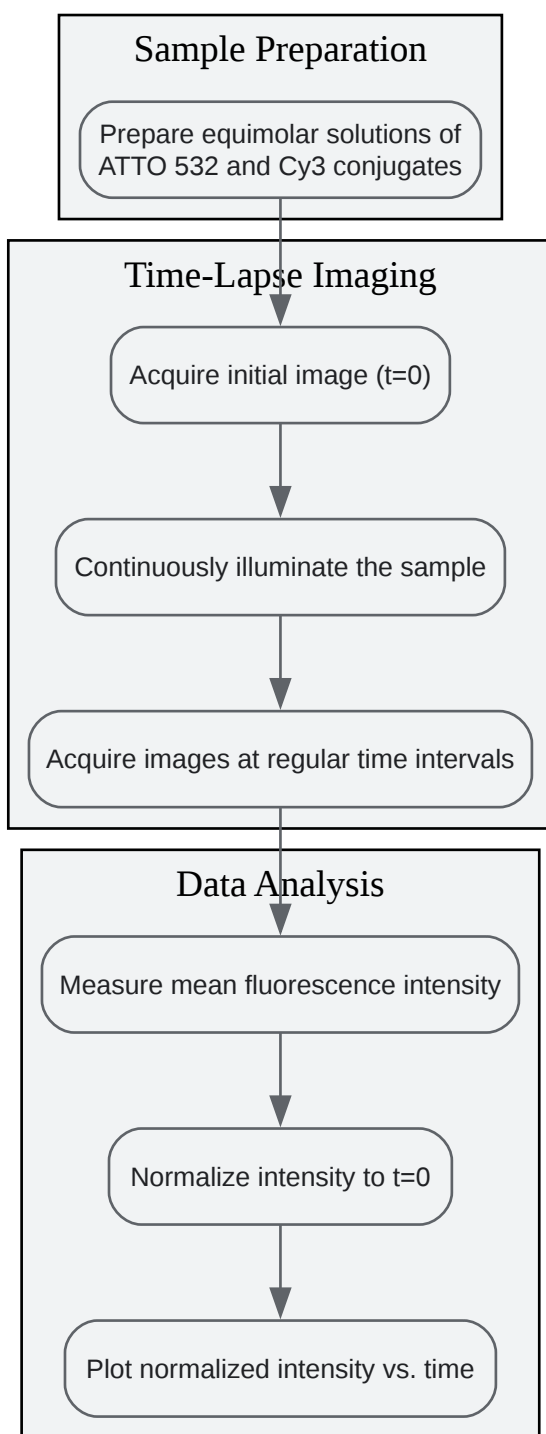 Sample Preparation
Prepare equimolar solutions of
ATTO 532 and Cy3 conjugates
Time-Lapse Imaging
Acquire initial image (t=0)
Continuously illuminate the sample
Acquire images at regular time intervals
Data Analysis
Measure mean fluorescence intensity
Normalize intensity to t=0
Plot normalized intensity vs. time